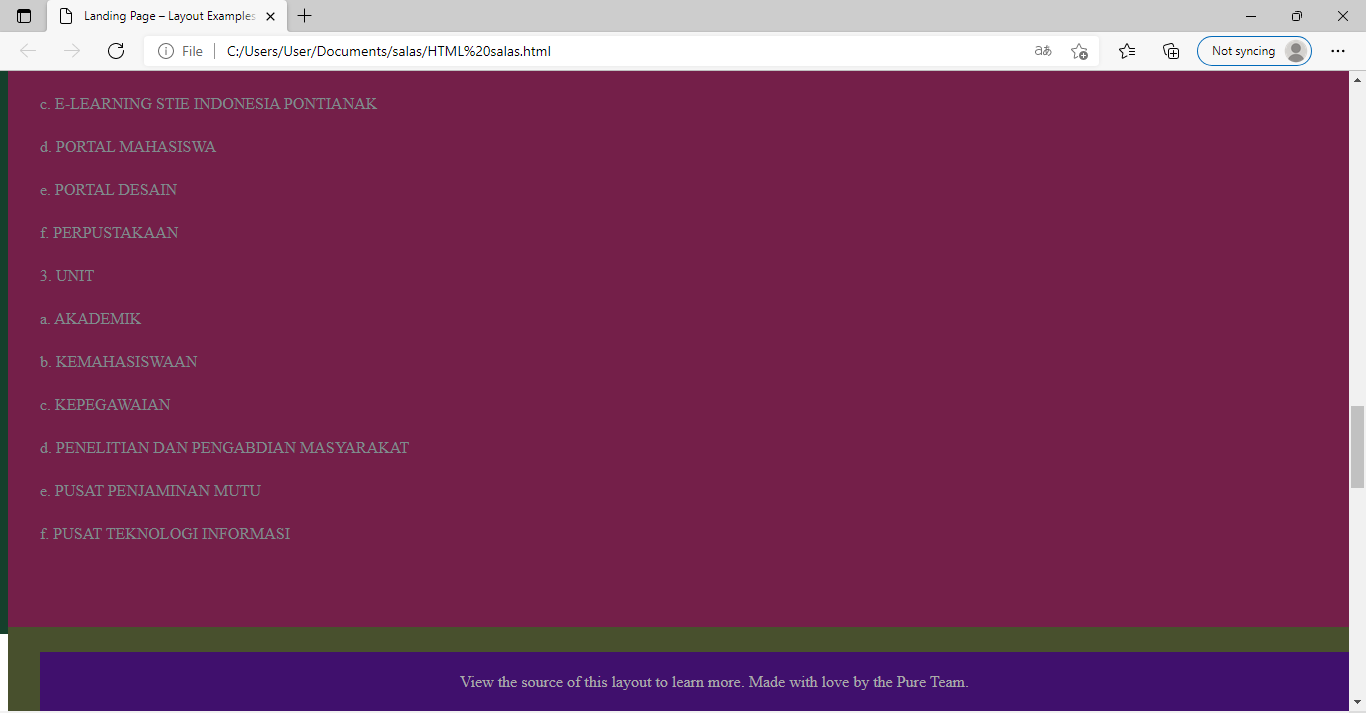 Landing Page – Layout Examples
File
C:/Users/User/Documents/salas/HTML%20salas.html
aあ
Not syncing
c. E-LEARNING STIE INDONESIA PONTIANAK
d. PORTAL MAHASISWA
e. PORTAL DESAIN
f. PERPUSTAKAAN
3. UNIT
a. AKADEMIK
b. KEMAHASISWAAN
c. KEPEGAWAIAN
d. PENELITIAN DAN PENGABDIAN MASYARAKAT
e. PUSAT PENJAMINAN MUTU
f. PUSAT TEKNOLOGI INFORMASI
View the source of this layout to learn more. Made with love by the Pure Team.